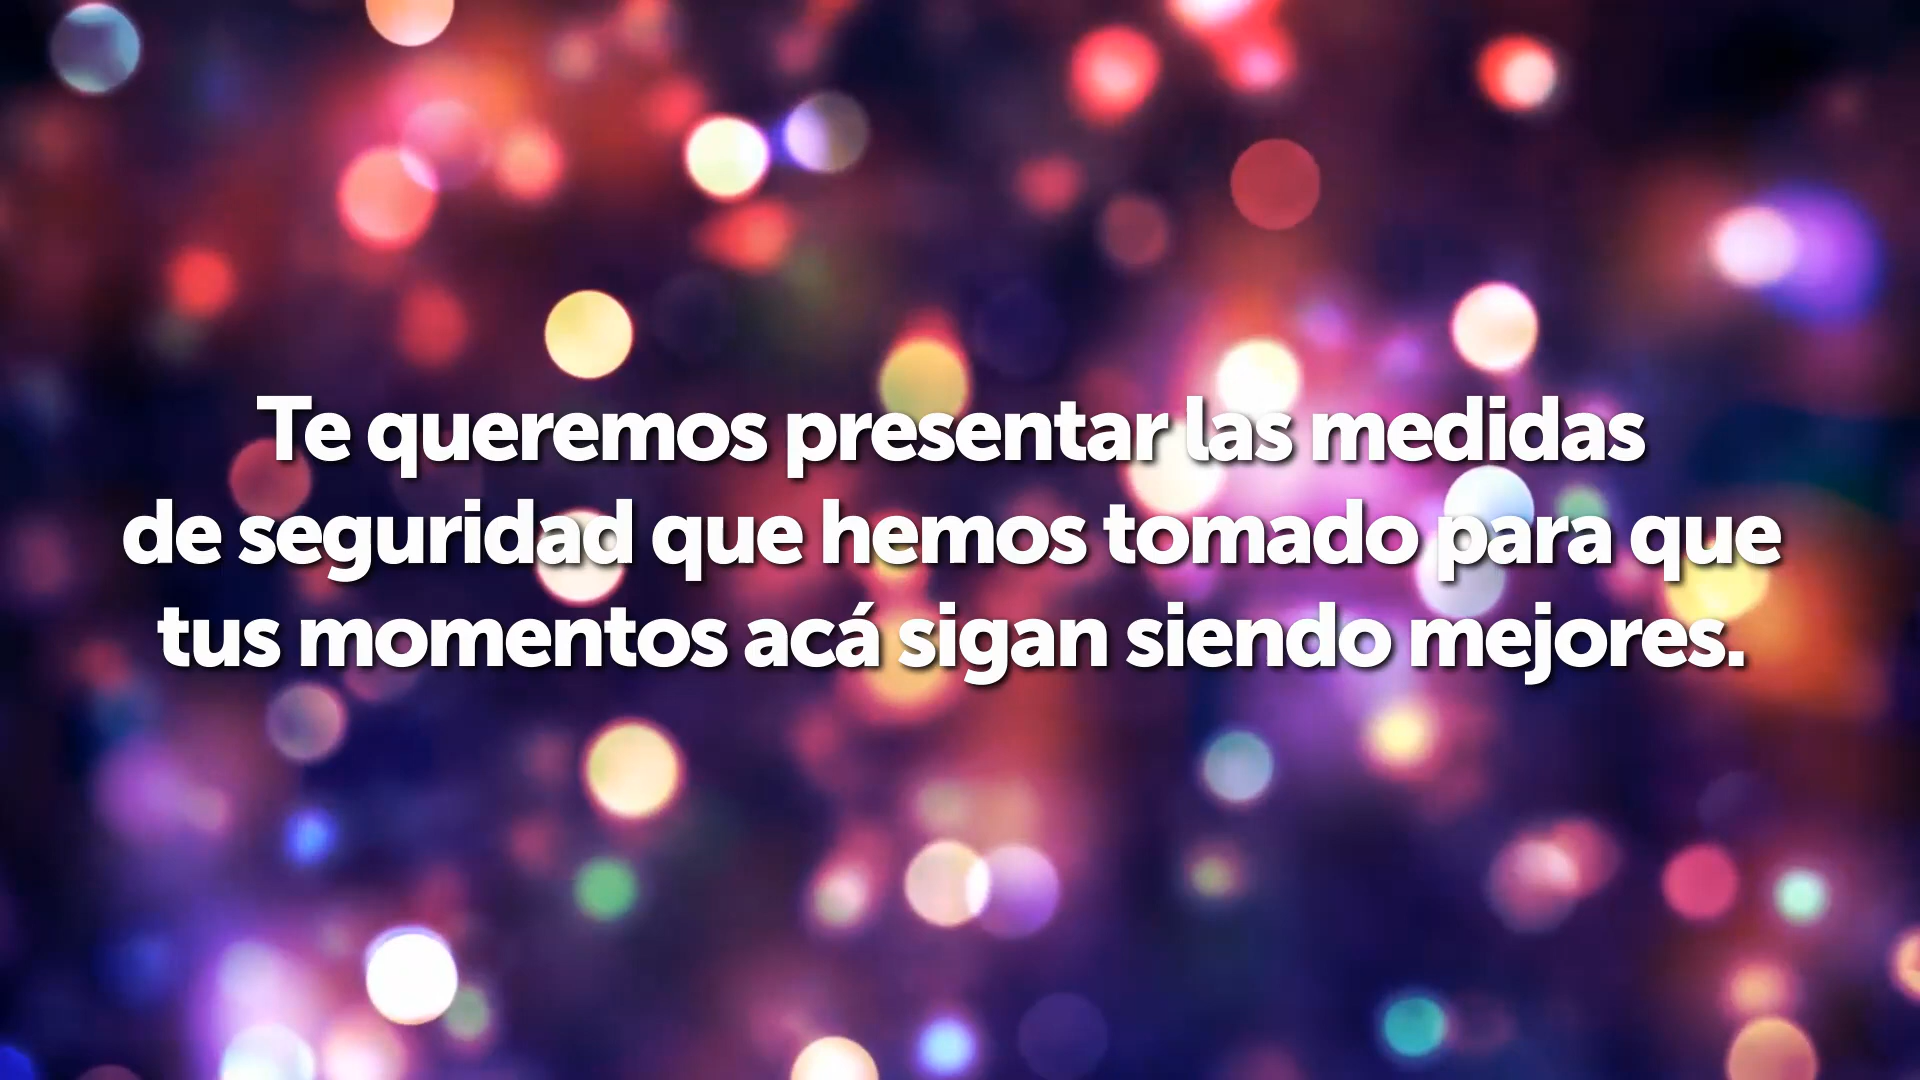 Te queremos presentar las medidas
de seguridad que hemos tomado para que
tus momentos acá sigan siendo mejores.